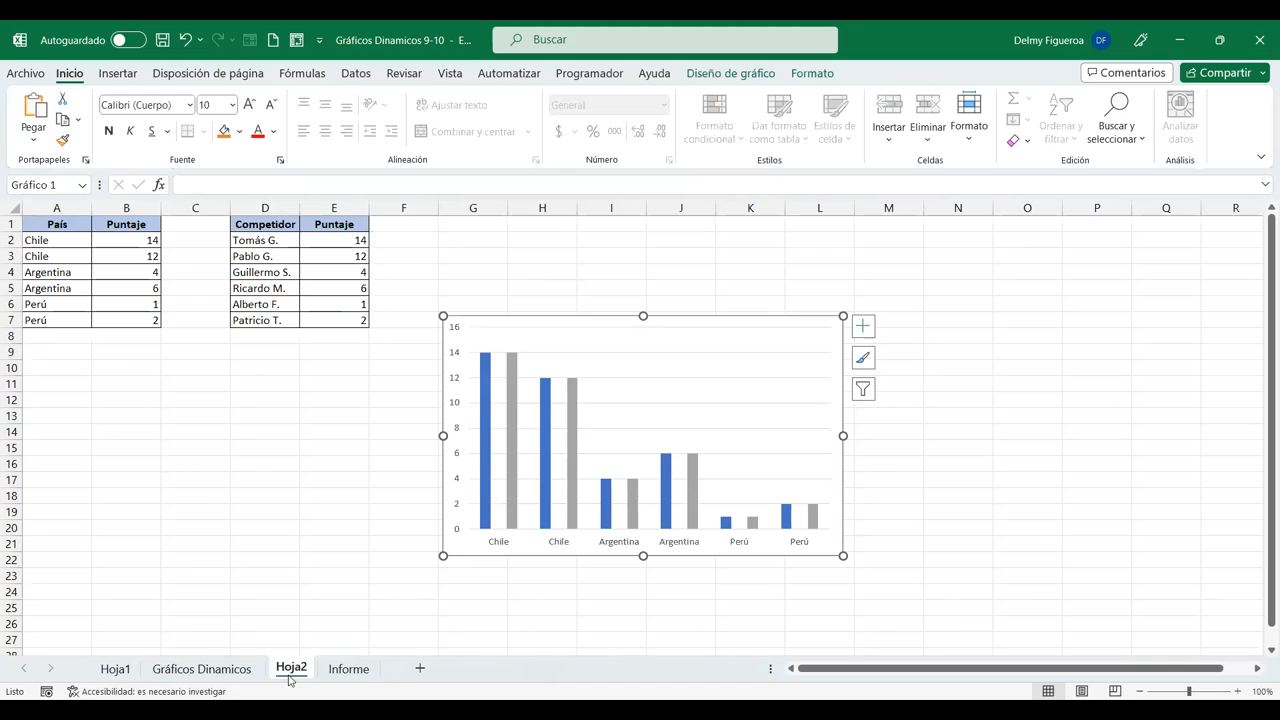 Autoguardado
Gráficos Dinamicos 9-10 - E...
Buscar
Delmy Figueroa
DF
Archivo Inicio Insertar Disposición de página Fórmulas Datos Revisar Vista Automatizar Programador Ayuda Diseño de gráfico Formato
Comentarios
Compartir
Pegar
Calibri (Cuerpo) 10
N K S
Ajustar texto
Combinar y centrar
General
$ % 000
Formato condicional
Dar formato como tabla
Estilos de celda
Insertar Eliminar Formato
Ordenar y filtrar
Buscar y seleccionar
Analizar datos
Portapapeles Fuente Alineación Número Estilos Celdas Edición Análisis
Gráfico 1
fx
A B C D E F G H I J K L M N O P Q R
1 País Puntaje Competidor Puntaje
2 Chile 14 Tomás G. 14
3 Chile 12 Pablo G. 12
4 Argentina 4 Guillermo S. 4
5 Argentina 6 Ricardo M. 6
6 Perú 1 Alberto F. 1
7 Perú 2 Patricio T. 2
8
9
10
11
12
13
14
15
16
17
18
19
20
21
22
23
24
25
26
27
28
16
14
12
10
8
6
4
2
0
Chile Chile Argentina Argentina Perú Perú
Hoja1 Gráficos Dinamicos Hoja2 Informe
Listo
Accesibilidad: es necesario investigar
100%